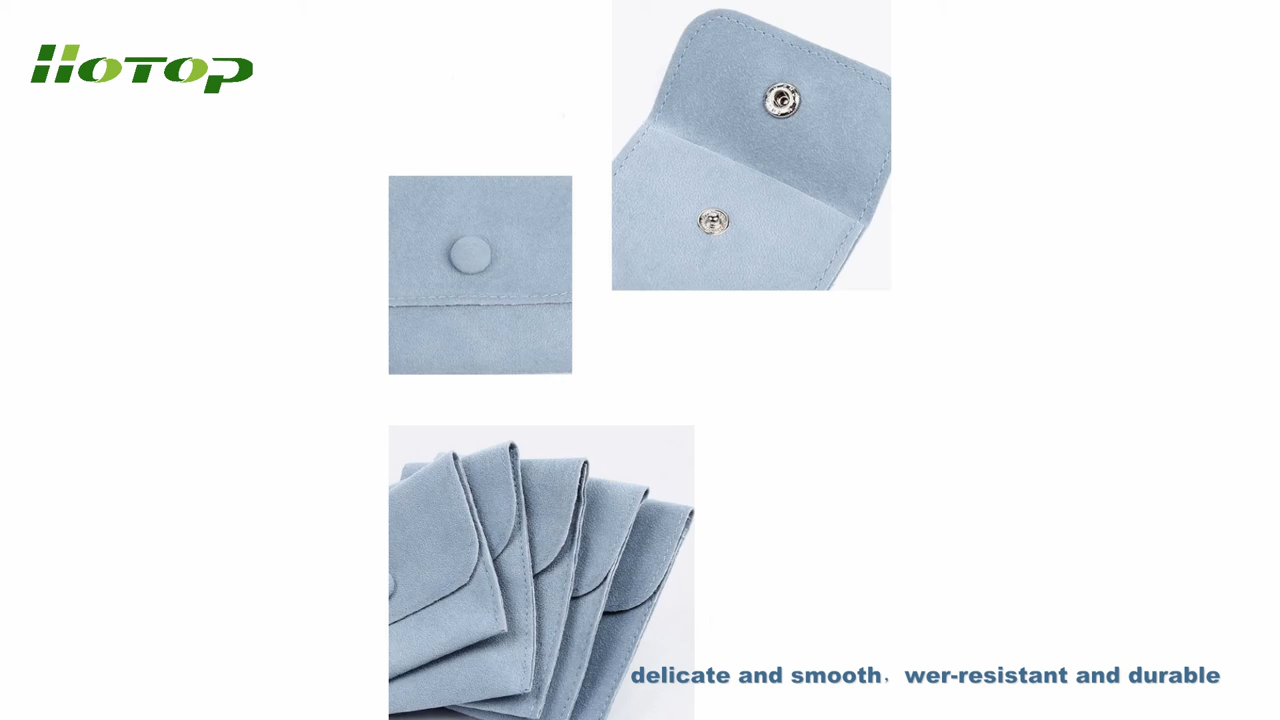 HOTOP
delicate and smooth，wer-resistant and durable